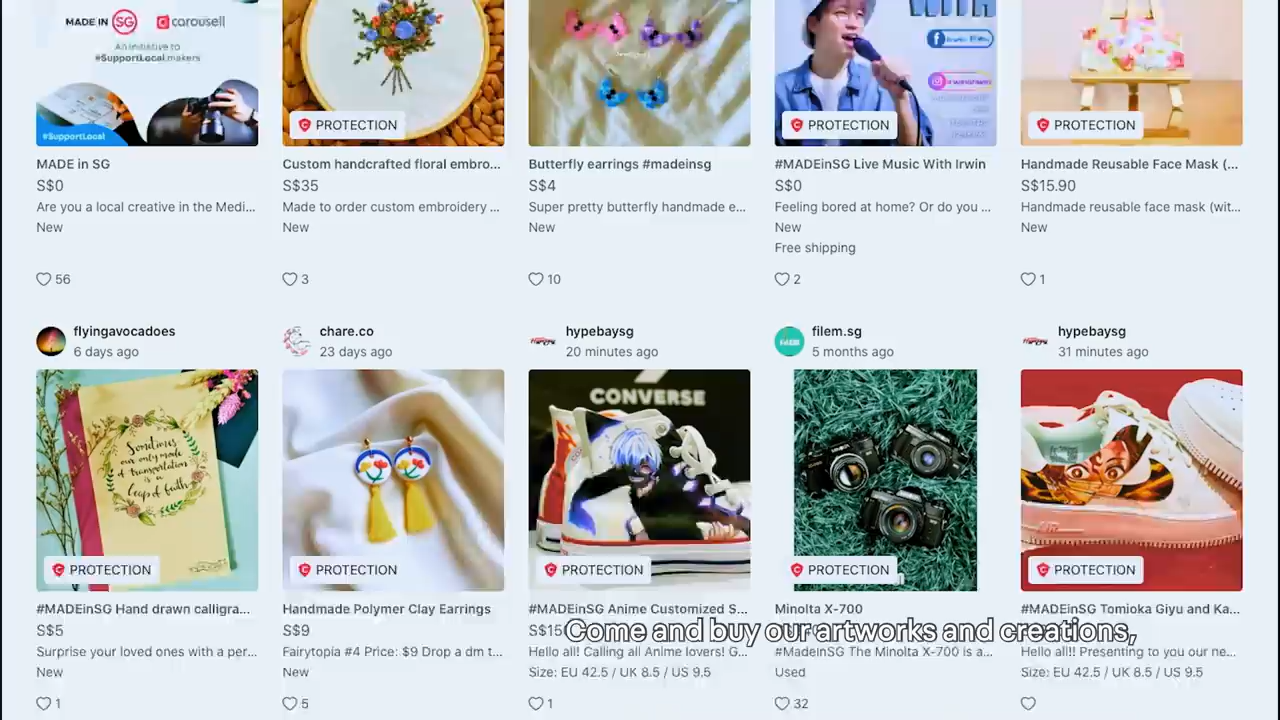 MADE IN SG carousell
An initiative to
#SupportLocal makers
#SupportLocal
PROTECTION
PROTECTION
PROTECTION
MADE in SG
S$0
Are you a local creative in the Medi...
New
56
Custom handcrafted floral embro...
S$35
Made to order custom embroidery ...
New
3
Butterfly earrings #madeinsg
S$4
Super pretty butterfly handmade e...
New
10
#MADEinSG Live Music With Irwin
S$0
Feeling bored at home? Or do you ...
New
Free shipping
2
Handmade Reusable Face Mask (...
S$15.90
Handmade reusable face mask (wit...
New
1
flyingavocadoes
6 days ago
Sometimes
our only mode
of transportation
is a
leap of faith
PROTECTION
#MADEinSG Hand drawn calligra...
S$5
Surprise your loved ones with a per...
New
1
chare.co
23 days ago
PROTECTION
Handmade Polymer Clay Earrings
S$9
Fairytopia #4 Price: $9 Drop a dm t...
New
5
hypebaysg
20 minutes ago
CONVERSE
PROTECTION
#MADEinSG Anime Customized S...
Hello all! Calling all Anime lovers! G...
Size: EU 42.5 / UK 8.5 / US 9.5
1
filem.sg
5 months ago
PROTECTION
Minolta X-700
#MadeinSG The Minolta X-700 is a...
Used
32
hypebaysg
31 minutes ago
PROTECTION
#MADEinSG Tomioka Giyu and Ka...
Hello all!! Presenting to you our ne...
Size: EU 42.5 / UK 8.5 / US 9.5
Come and buy our artworks and creations,